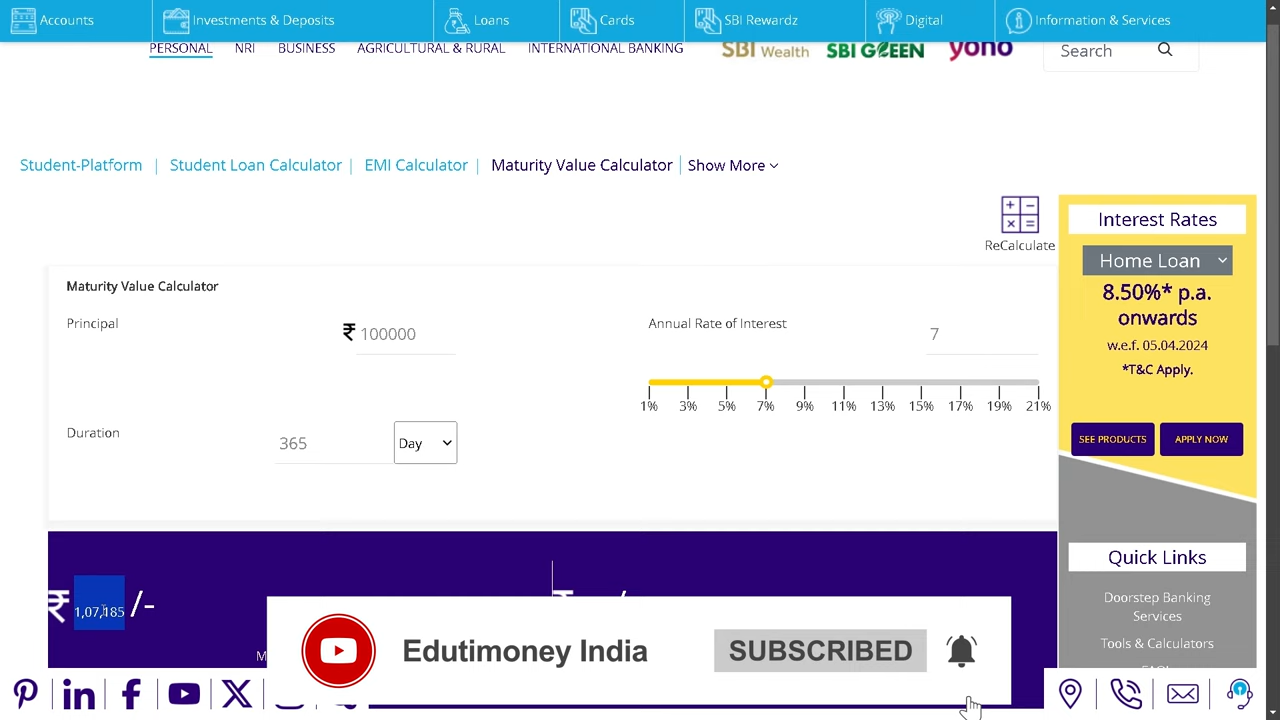 Accounts
Investments & Deposits
Loans
Cards
SBI Rewardz
Digital
Information & Services
PERSONAL
NRI
BUSINESS
AGRICULTURAL & RURAL
INTERNATIONAL BANKING
SBI Wealth
SBI GREEN
yono
Search
Student-Platform | Student Loan Calculator | EMI Calculator | Maturity Value Calculator | Show More
ReCalculate
Maturity Value Calculator
Principal
₹ 100000
Annual Rate of Interest
7
1% 3% 5% 7% 9% 11% 13% 15% 17% 19% 21%
Duration
365
Day
₹ 1,07,185 /-
Interest Rates
Home Loan
8.50%* p.a.
onwards
w.e.f. 05.04.2024
*T&C Apply.
SEE PRODUCTS
APPLY NOW
Quick Links
Doorstep Banking
Services
Tools & Calculators
Edutimoney India
SUBSCRIBED